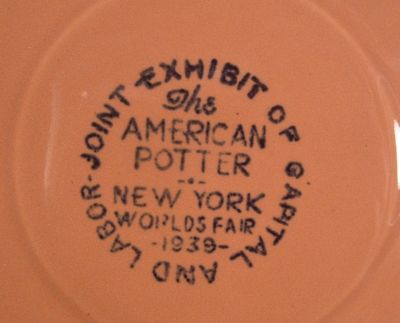 JOINT EXHIBIT OF CAPITAL AND LABOR-
The
AMERICAN
POTTER
NEW YORK
WORLDS FAIR
-1939-